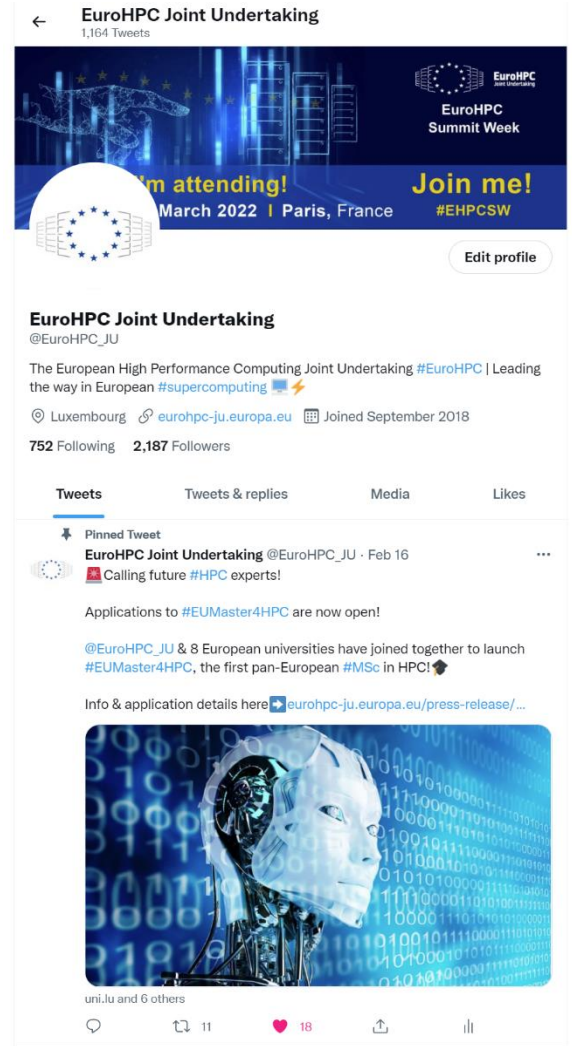 EuroHPC Joint Undertaking
1,164 Tweets
EuroHPC
Joint Undertaking
EuroHPC
Summit Week
'm attending!
Join me!
March 2022 | Paris, France
#EHPCSW
Edit profile
EuroHPC Joint Undertaking
@EuroHPC_JU
The European High Performance Computing Joint Undertaking #EuroHPC | Leading
the way in European #supercomputing 🖥️⚡
Luxembourg eurohpc-ju.europa.eu Joined September 2018
752 Following 2,187 Followers
Tweets Tweets & replies Media Likes
Pinned Tweet
EuroHPC Joint Undertaking @EuroHPC_JU · Feb 16
🚨Calling future #HPC experts!
Applications to #EUMaster4HPC are now open!
@EuroHPC_JU & 8 European universities have joined together to launch
#EUMaster4HPC, the first pan-European #MSc in HPC!🎓
Info & application details here➡️eurohpc-ju.europa.eu/press-release/...
uni.lu and 6 others
11 18